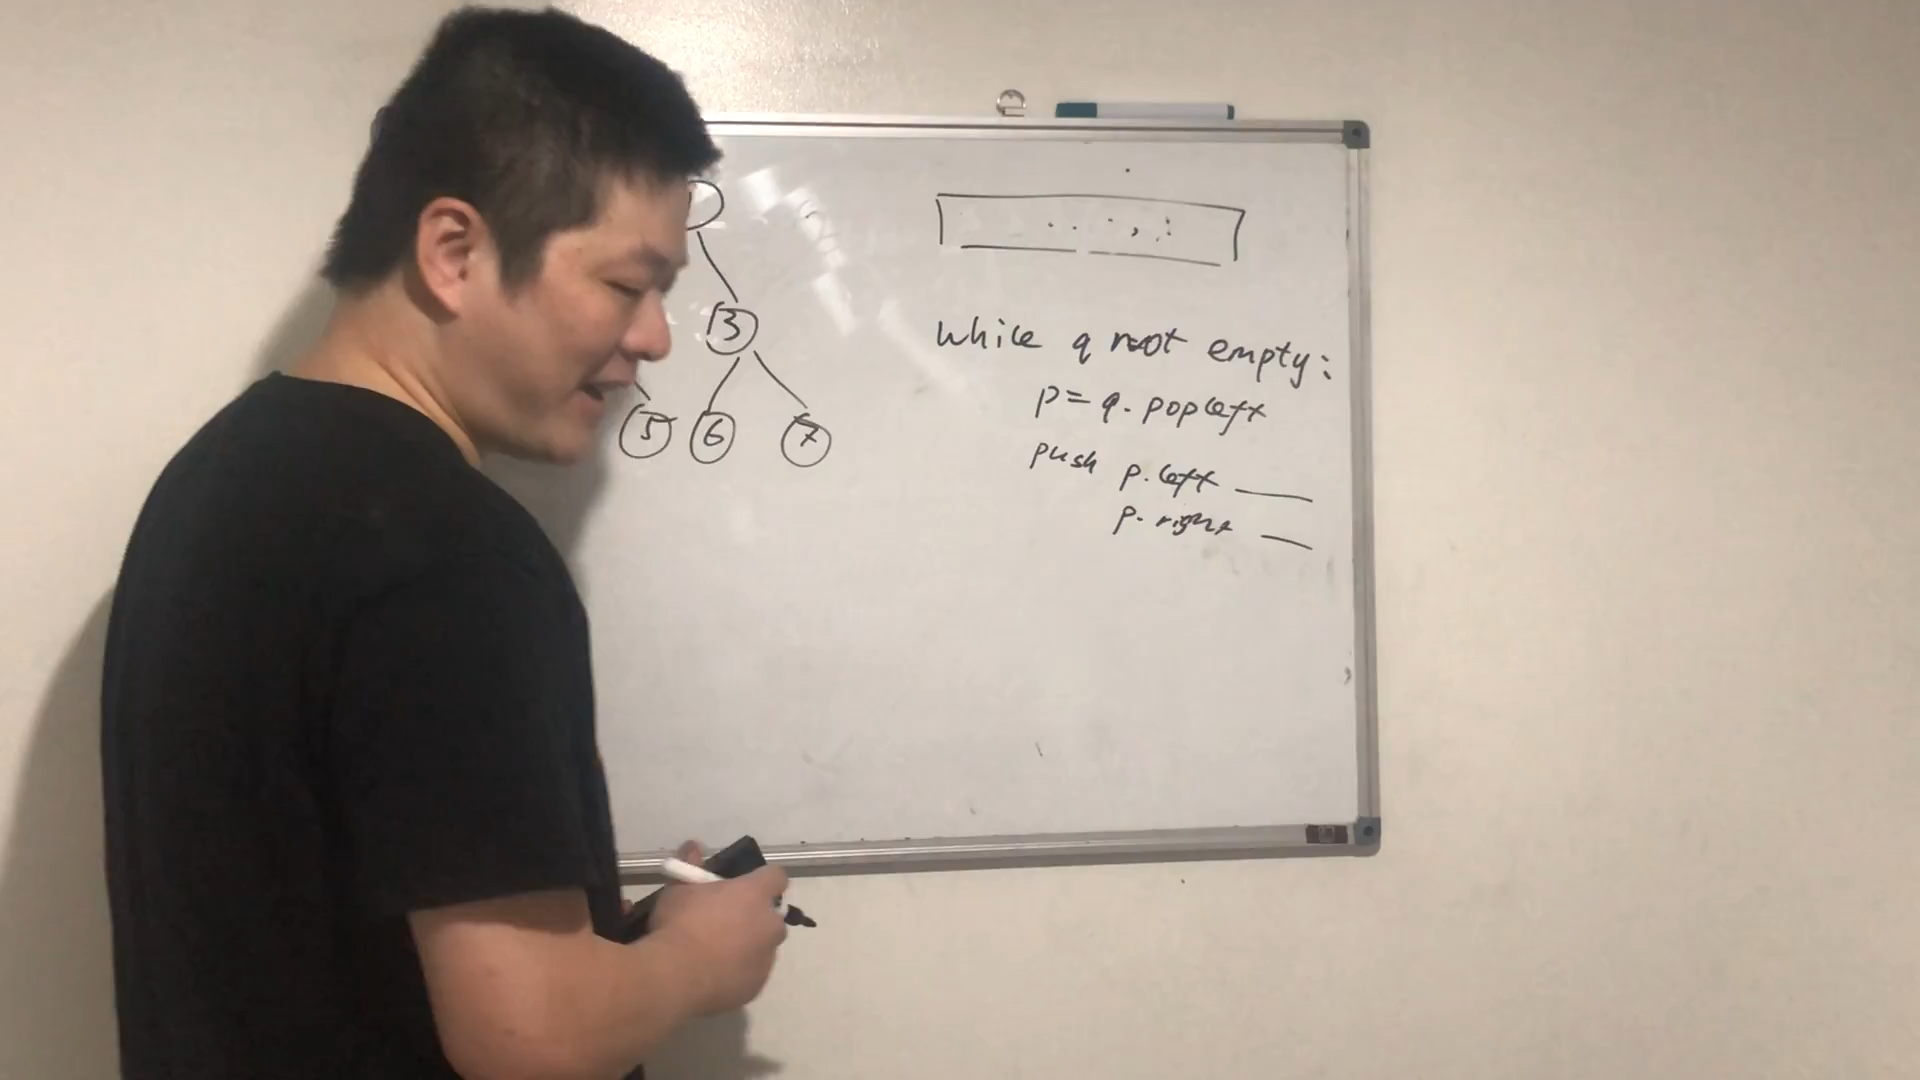 3
5 6 7
while q not empty:
p = q. popleft
push p. left
p. right